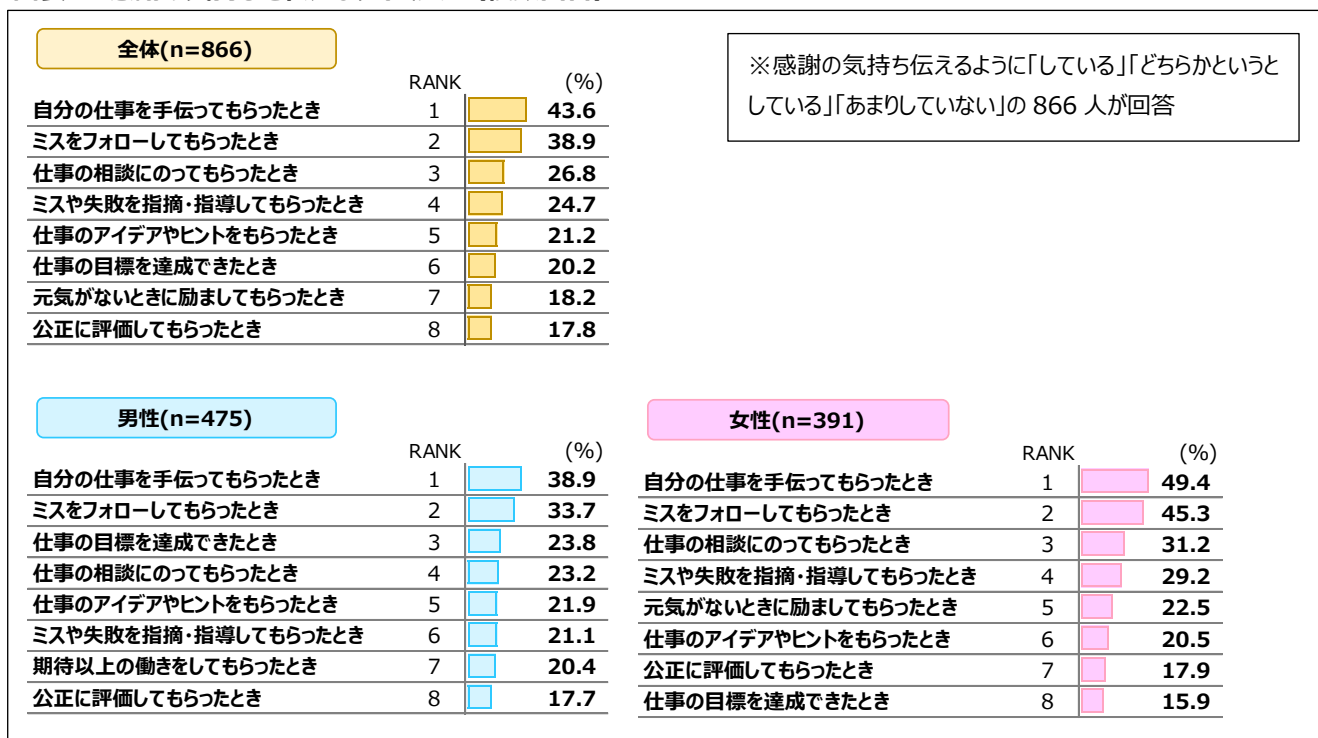 全体(n=866)
※感謝の気持ち伝えるように「している」「どちらかというと
している」「あまりしていない」の 866 人が回答
RANK (%)
自分の仕事を手伝ってもらったとき 1 43.6
ミスをフォローしてもらったとき 2 38.9
仕事の相談にのってもらったとき 3 26.8
ミスや失敗を指摘・指導してもらったとき 4 24.7
仕事のアイデアやヒントをもらったとき 5 21.2
仕事の目標を達成できたとき 6 20.2
元気がないときに励ましてもらったとき 7 18.2
公正に評価してもらったとき 8 17.8
男性(n=475)
RANK (%)
自分の仕事を手伝ってもらったとき 1 38.9
ミスをフォローしてもらったとき 2 33.7
仕事の目標を達成できたとき 3 23.8
仕事の相談にのってもらったとき 4 23.2
仕事のアイデアやヒントをもらったとき 5 21.9
ミスや失敗を指摘・指導してもらったとき 6 21.1
期待以上の働きをしてもらったとき 7 20.4
公正に評価してもらったとき 8 17.7
女性(n=391)
RANK (%)
自分の仕事を手伝ってもらったとき 1 49.4
ミスをフォローしてもらったとき 2 45.3
仕事の相談にのってもらったとき 3 31.2
ミスや失敗を指摘・指導してもらったとき 4 29.2
元気がないときに励ましてもらったとき 5 22.5
仕事のアイデアやヒントをもらったとき 6 20.5
公正に評価してもらったとき 7 17.9
仕事の目標を達成できたとき 8 15.9